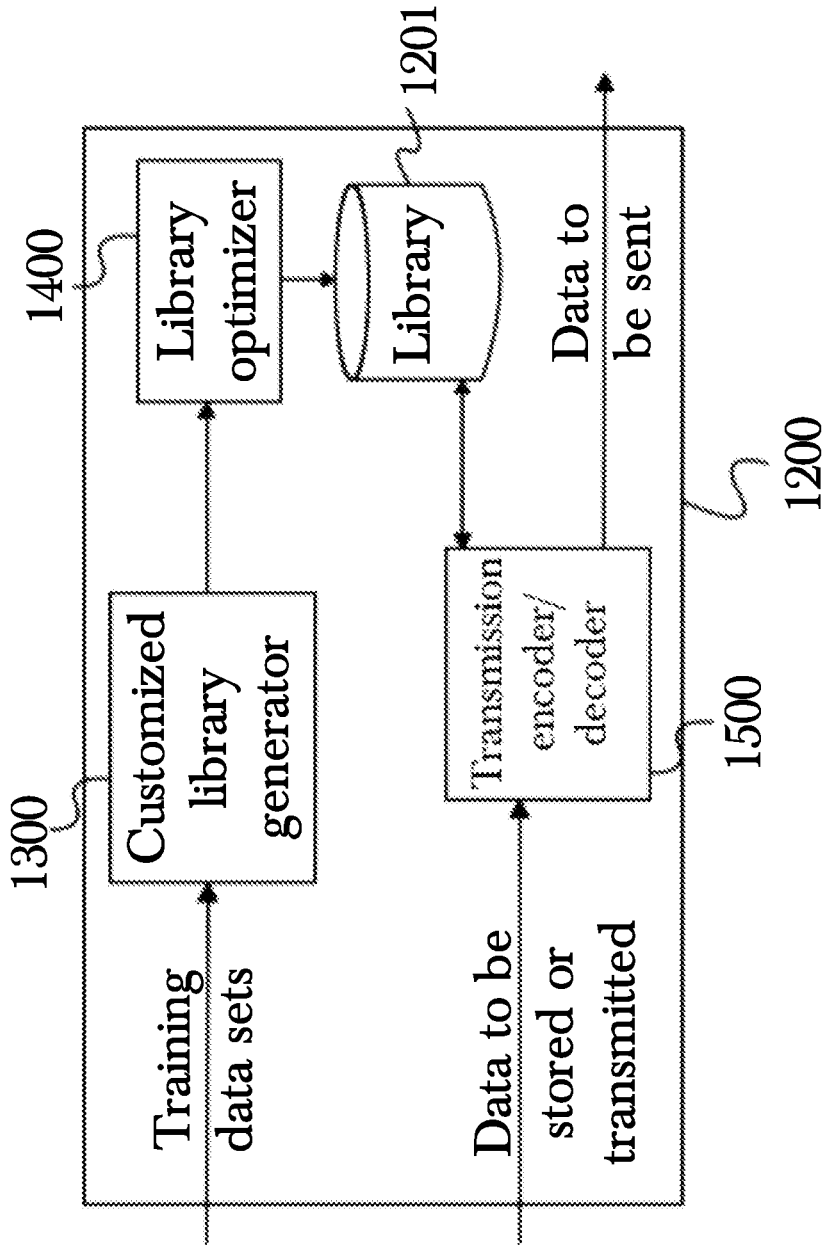 1300
1400
Training
data sets
Customized
library
generator
Library
optimizer
Library
1201
Data to be
stored or
transmitted
Transmission
encoder/
decoder
Data to
be sent
1500
1200